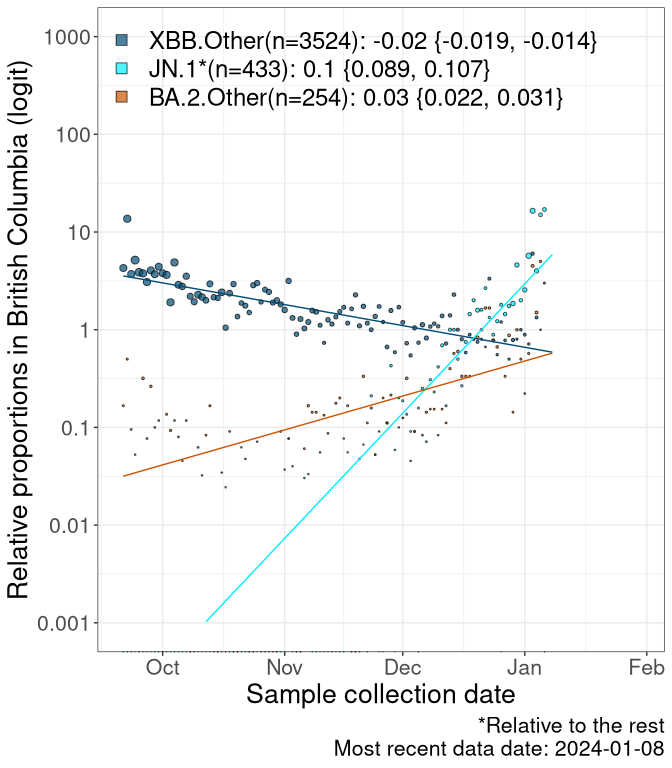 1000
XBB.Other(n=3524): -0.02 {-0.019, -0.014}
JN.1*(n=433): 0.1 {0.089, 0.107}
BA.2.Other(n=254): 0.03 {0.022, 0.031}
100
10
1
0.1
0.01
0.001
Relative proportions in British Columbia (logit)
Oct Nov Dec Jan Feb
Sample collection date
*Relative to the rest
Most recent data date: 2024-01-08